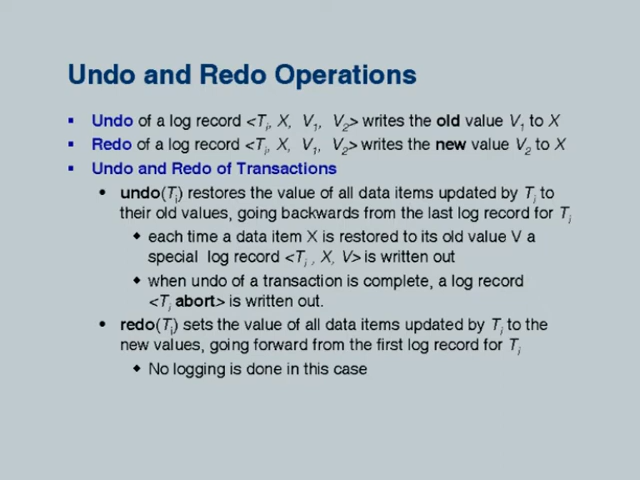 Undo and Redo Operations
▪ Undo of a log record <Ti, X, V1, V2> writes the old value V1 to X
▪ Redo of a log record <Ti, X, V1, V2> writes the new value V2 to X
▪ Undo and Redo of Transactions
• undo(Ti) restores the value of all data items updated by Ti to
their old values, going backwards from the last log record for Ti
◆ each time a data item X is restored to its old value V a
special log record <Ti , X, V> is written out
◆ when undo of a transaction is complete, a log record
<Ti abort> is written out.
• redo(Ti) sets the value of all data items updated by Ti to the
new values, going forward from the first log record for Ti
◆ No logging is done in this case